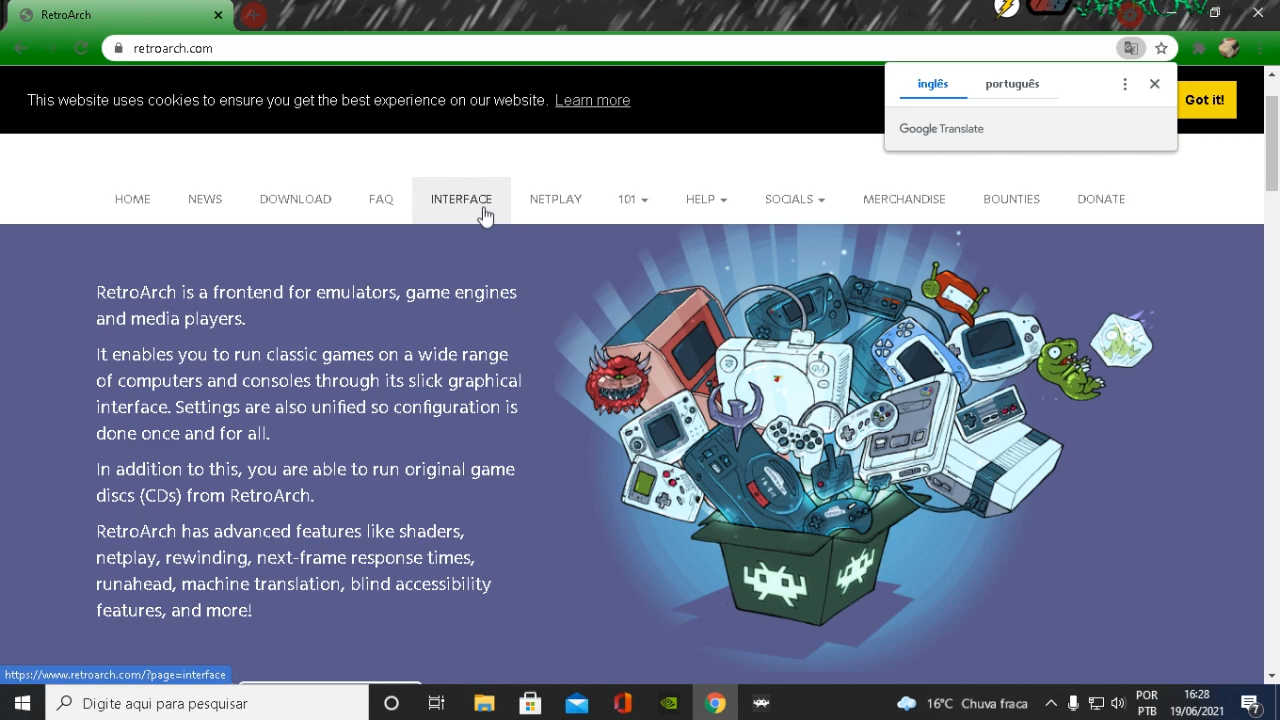 RetroArch
retroarch.com
inglês português
Google Translate
This website uses cookies to ensure you get the best experience on our website. Learn more
Got it!
HOME NEWS DOWNLOAD FAQ INTERFACE NETPLAY 101 HELP SOCIALS MERCHANDISE BOUNTIES DONATE
RetroArch is a frontend for emulators, game engines
and media players.
It enables you to run classic games on a wide range
of computers and consoles through its slick graphical
interface. Settings are also unified so configuration is
done once and for all.
In addition to this, you are able to run original game
discs (CDs) from RetroArch.
RetroArch has advanced features like shaders,
netplay, rewinding, next-frame response times,
runahead, machine translation, blind accessibility
features, and more!
https://www.retroarch.com/?page=interface
Digite aqui para pesquisar
16°C Chuva fraca
POR
PTB
16:28
19/06/2021
7